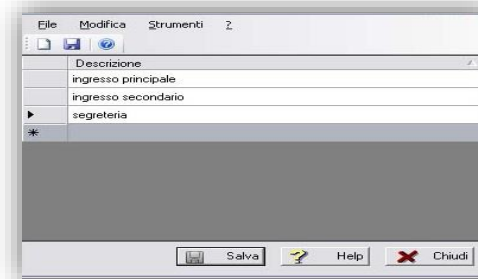 File Modifica Strumenti ?
Descrizione
ingresso principale
ingresso secondario
segreteria
Salva Help Chiudi